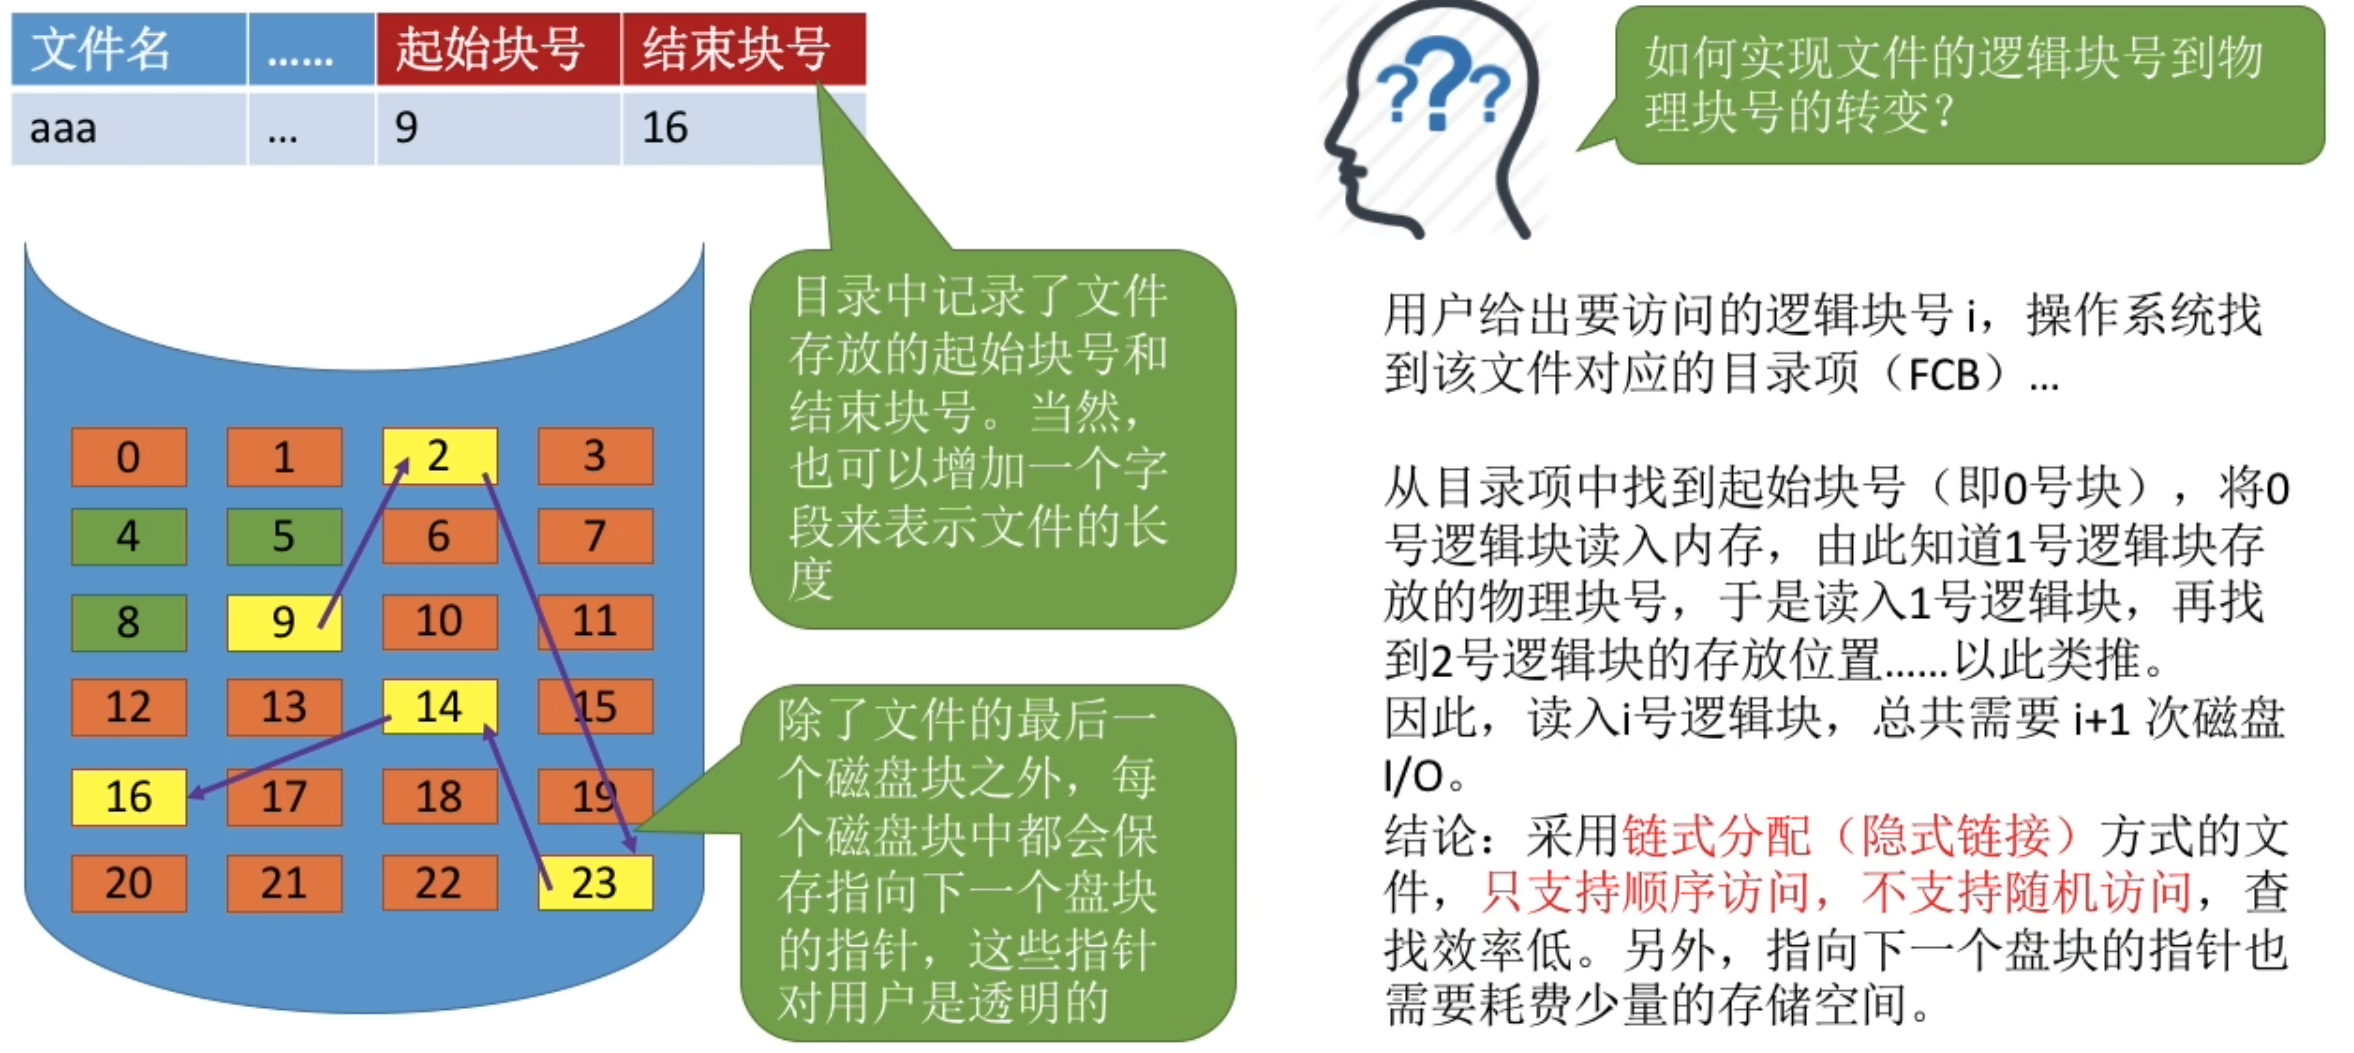 文件名 …… 起始块号 结束块号
aaa … 9 16
目录中记录了文件
存放的起始块号和
结束块号。当然，
也可以增加一个字
段来表示文件的长
度
0 1 2 3
4 5 6 7
8 9 10 11
12 13 14 15
16 17 18 19
20 21 22 23
除了文件的最后一
个磁盘块之外，每
个磁盘块中都会保
存指向下一个盘块
的指针，这些指针
对用户是透明的
???
如何实现文件的逻辑块号到物
理块号的转变？
用户给出要访问的逻辑块号 i，操作系统找
到该文件对应的目录项（FCB）…
从目录项中找到起始块号（即0号块），将0
号逻辑块读入内存，由此知道1号逻辑块存
放的物理块号，于是读入1号逻辑块，再找
到2号逻辑块的存放位置……以此类推。
因此，读入i号逻辑块，总共需要 i+1 次磁盘
I/O。
结论：采用链式分配（隐式链接）方式的文
件，只支持顺序访问，不支持随机访问，查
找效率低。另外，指向下一个盘块的指针也
需要耗费少量的存储空间。